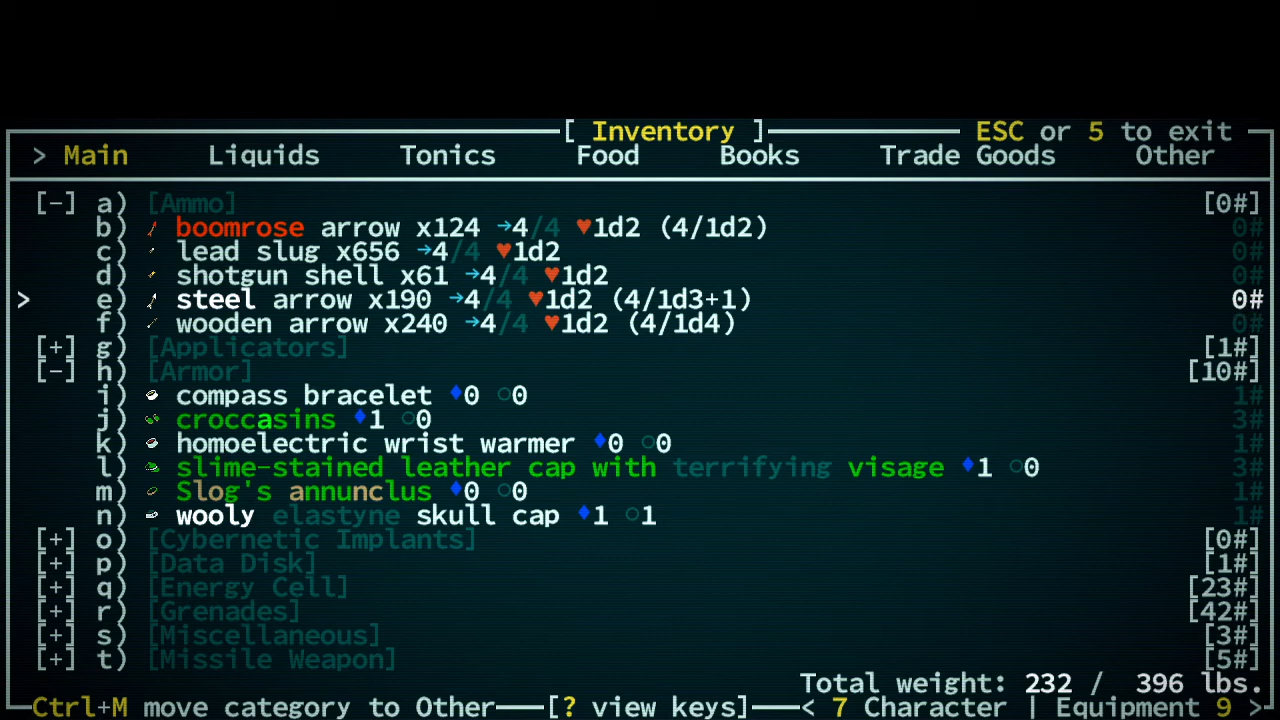 [ Inventory ] ESC or 5 to exit
> Main Liquids Tonics Food Books Trade Goods Other
[-] a) [Ammo] [0#]
b) boomrose arrow x124 →4/4 ♥1d2 (4/1d2) 0#
c) lead slug x656 →4/4 ♥1d2 0#
d) shotgun shell x61 →4/4 ♥1d2 0#
> e) steel arrow x190 →4/4 ♥1d2 (4/1d3+1) 0#
f) wooden arrow x240 →4/4 ♥1d2 (4/1d4) 0#
[+] g) [Applicators] [1#]
[-] h) [Armor] [10#]
i) compass bracelet ♦0 ○0 1#
j) croccasins ♦1 ○0 3#
k) homoelectric wrist warmer ♦0 ○0 1#
l) slime-stained leather cap with terrifying visage ♦1 ○0 3#
m) Slog's annunclus ♦0 ○0 1#
n) wooly elastyne skull cap ♦1 ○1 1#
[+] o) [Cybernetic Implants] [0#]
[+] p) [Data Disk] [1#]
[+] q) [Energy Cell] [23#]
[+] r) [Grenades] [42#]
[+] s) [Miscellaneous] [3#]
[+] t) [Missile Weapon] [5#]
Total weight: 232 / 396 lbs.
Ctrl+M move category to Other [? view keys] < 7 Character | Equipment 9 >